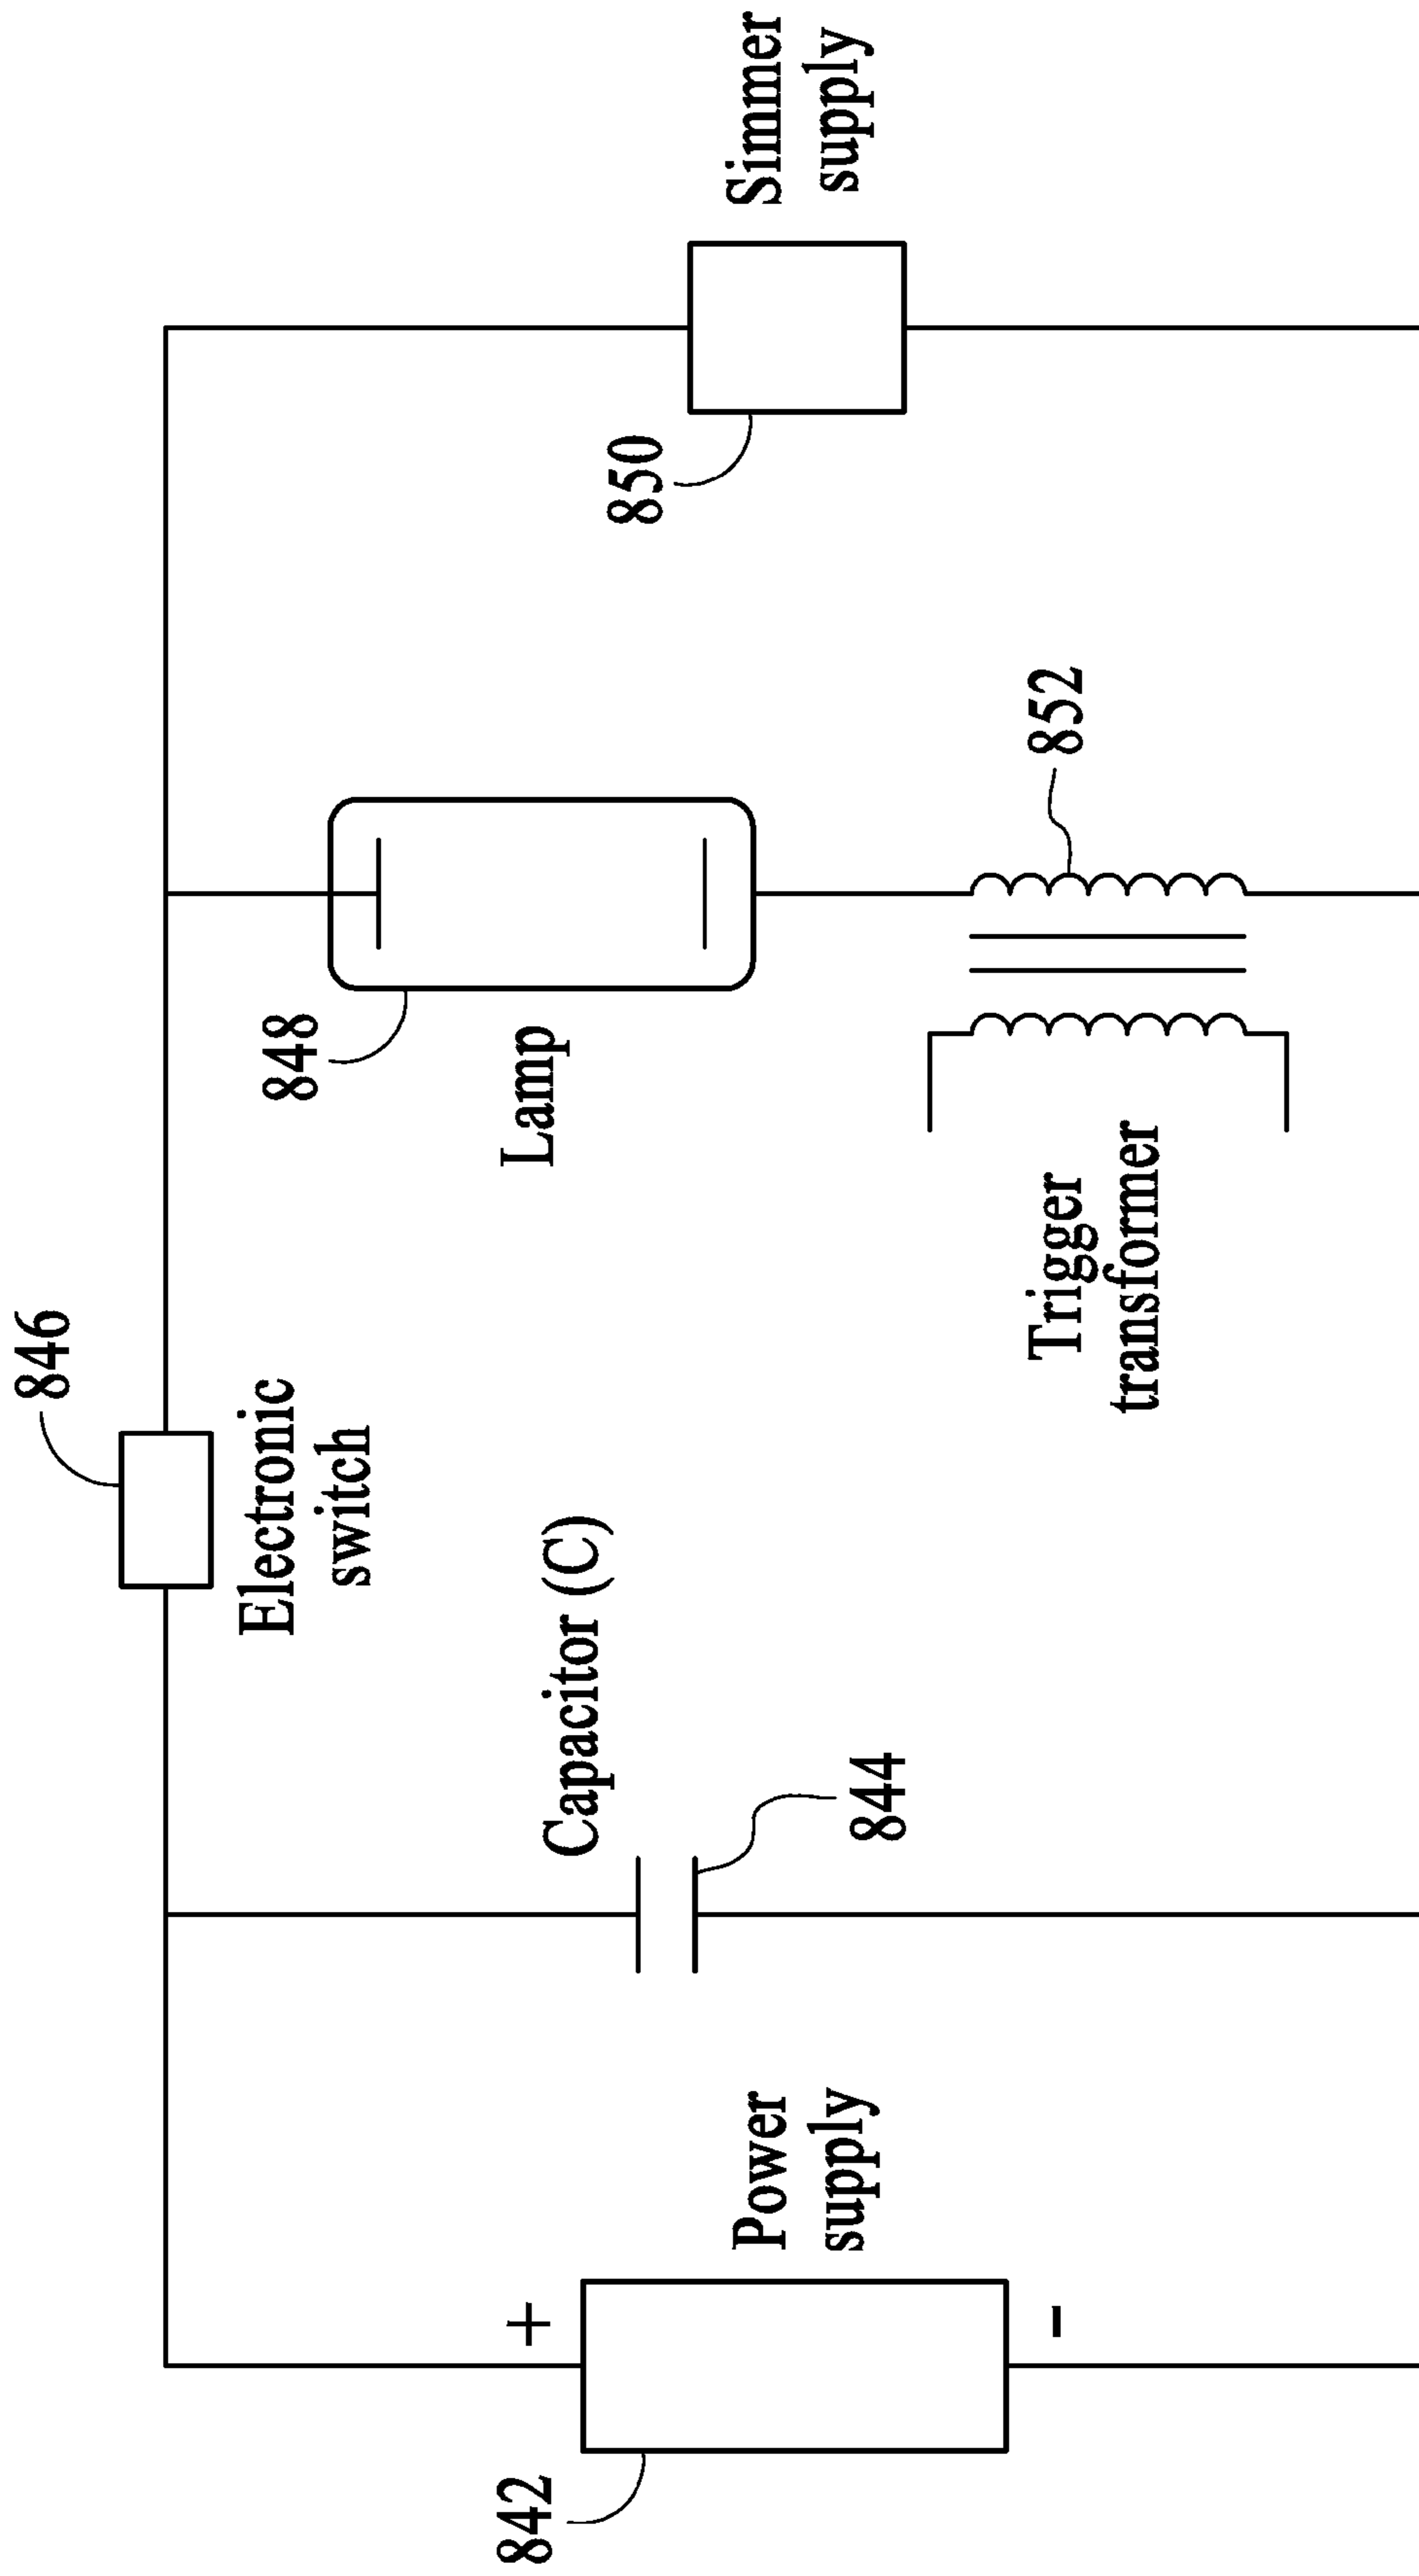 846
Electronic
switch
848
Lamp
Capacitor (C)
844
850
Simmer
supply
852
Trigger
transformer
842
+
Power
supply
-